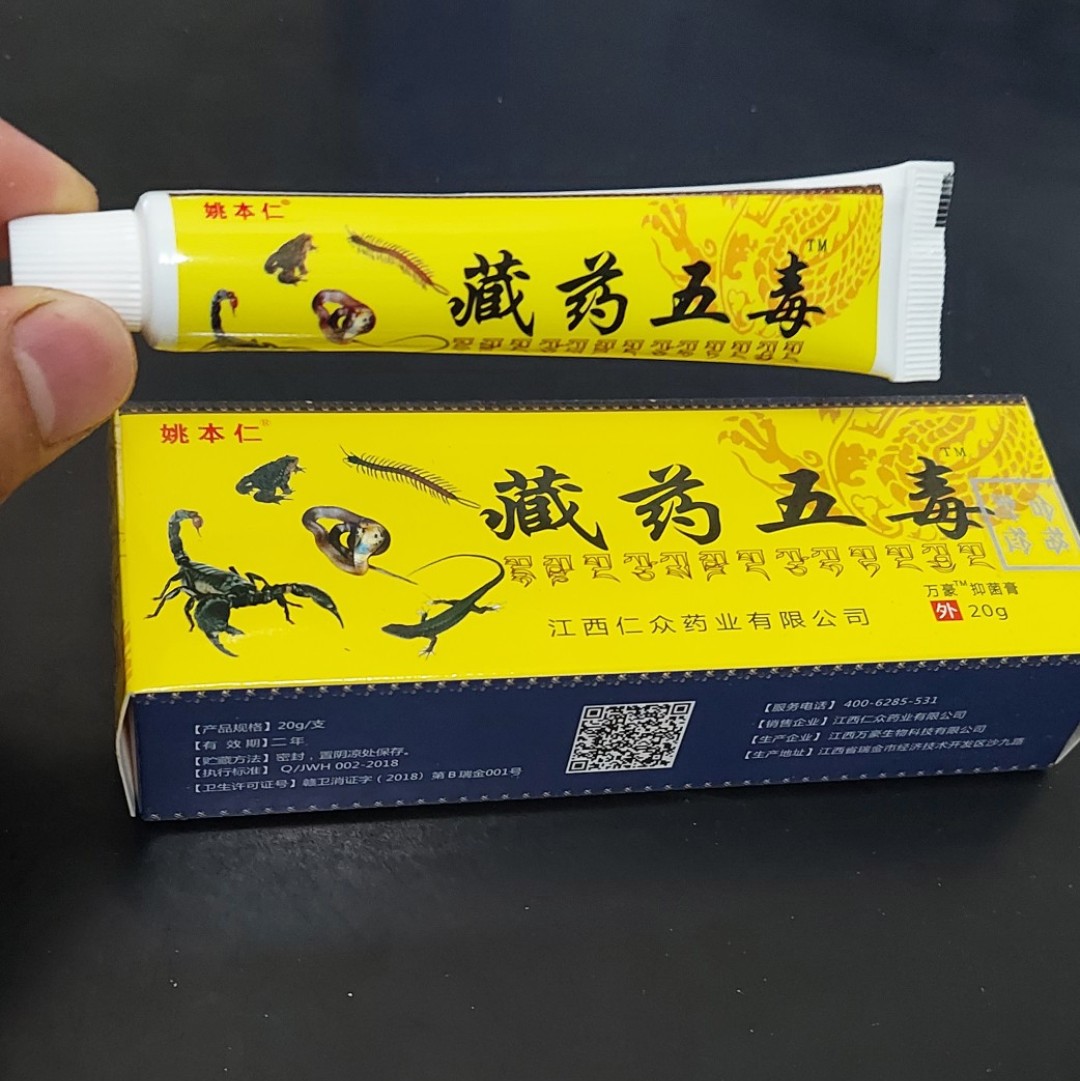 姚本仁®
藏药五毒™
姚本仁®
藏药五毒™
万豪™抑菌膏
江西仁众药业有限公司
外 20g
【产品规格】20g/支
【有 效 期】二年
【贮藏方法】密封，置阴凉处保存。
【执行标准】 Q/JWH 002-2018
【卫生许可证号】赣卫消证字（2018）第B瑞金001号
【服务电话】 400-6285-531
【销售企业】江西仁众药业有限公司
【生产企业】江西万豪生物科技有限公司
【生产地址】江西省瑞金市经济技术开发区沙九路